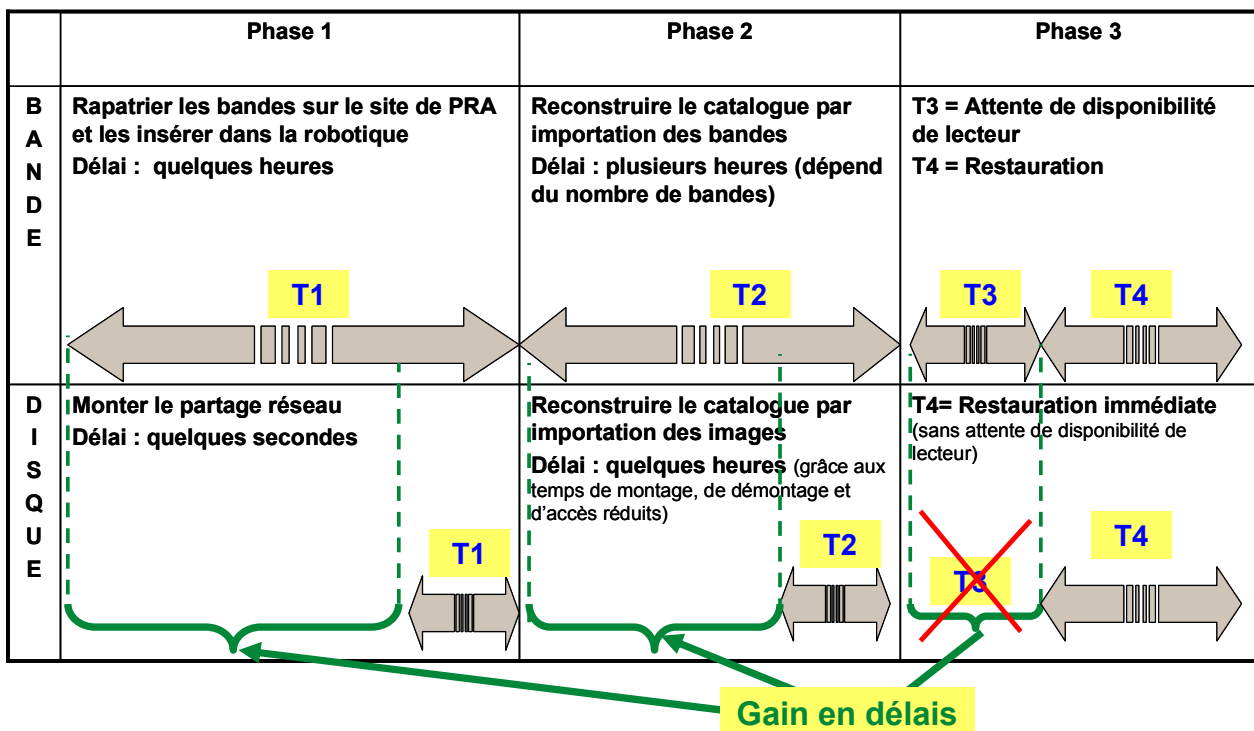 Phase 1
Phase 2
Phase 3
B
A
N
D
E
Rapatrier les bandes sur le site de PRA
et les insérer dans la robotique
Délai : quelques heures
T1
Reconstruire le catalogue par
importation des bandes
Délai : plusieurs heures (dépend
du nombre de bandes)
T2
T3 = Attente de disponibilité
de lecteur
T4 = Restauration
T3
T4
D
I
S
Q
U
E
Monter le partage réseau
Délai : quelques secondes
T1
Reconstruire le catalogue par
importation des images
Délai : quelques heures (grâce aux
temps de montage, de démontage et
d'accès réduits)
T2
T4= Restauration immédiate
(sans attente de disponibilité de
lecteur)
T3
T4
Gain en délais